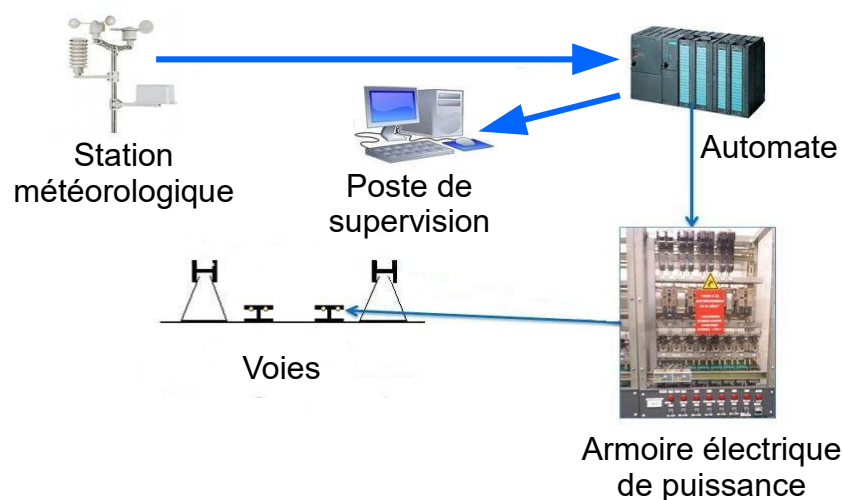 Station
météorologique
Poste de
supervision
Automate
Voies
Armoire électrique
de puissance